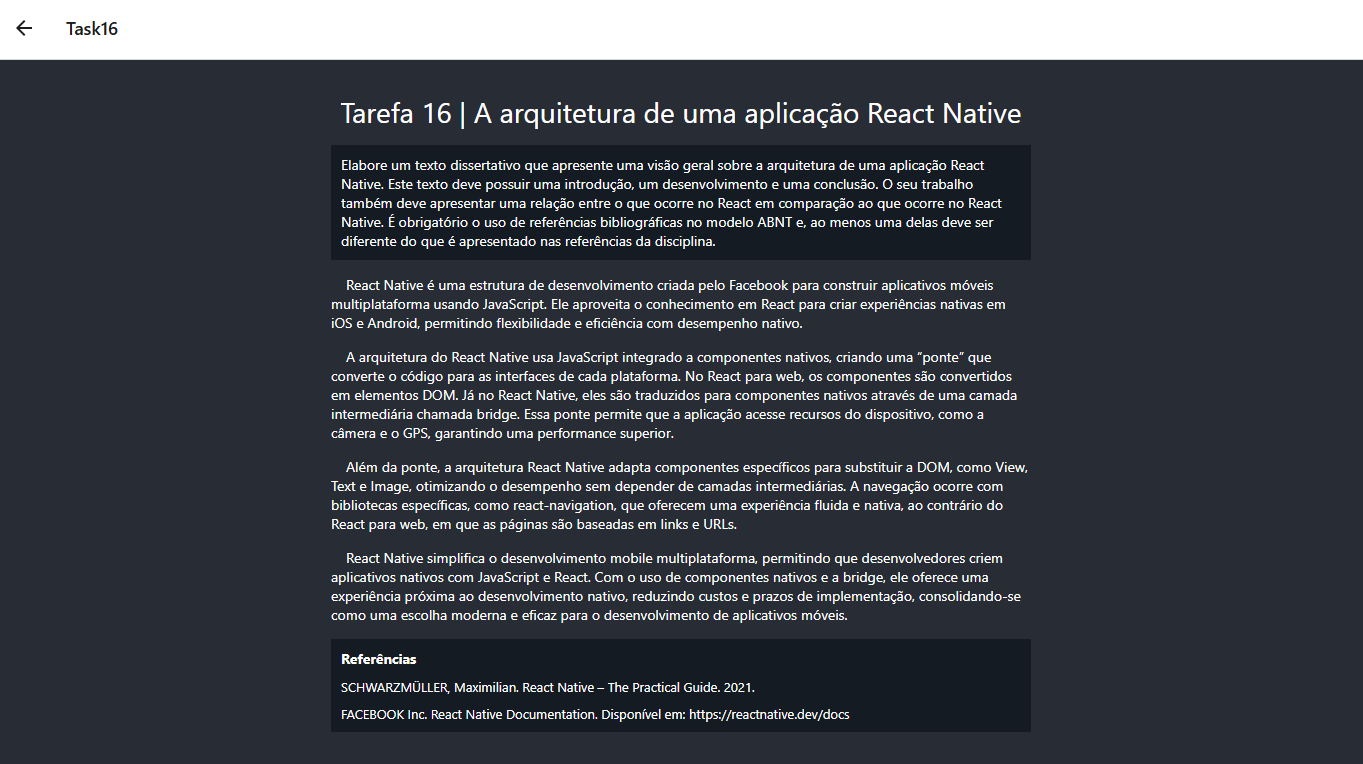 Task16
Tarefa 16 | A arquitetura de uma aplicação React Native
Elabore um texto dissertativo que apresente uma visão geral sobre a arquitetura de uma aplicação React
Native. Este texto deve possuir uma introdução, um desenvolvimento e uma conclusão. O seu trabalho
também deve apresentar uma relação entre o que ocorre no React em comparação ao que ocorre no React
Native. É obrigatório o uso de referências bibliográficas no modelo ABNT e, ao menos uma delas deve ser
diferente do que é apresentado nas referências da disciplina.
React Native é uma estrutura de desenvolvimento criada pelo Facebook para construir aplicativos móveis
multiplataforma usando JavaScript. Ele aproveita o conhecimento em React para criar experiências nativas em
iOS e Android, permitindo flexibilidade e eficiência com desempenho nativo.
A arquitetura do React Native usa JavaScript integrado a componentes nativos, criando uma “ponte” que
converte o código para as interfaces de cada plataforma. No React para web, os componentes são convertidos
em elementos DOM. Já no React Native, eles são traduzidos para componentes nativos através de uma camada
intermediária chamada bridge. Essa ponte permite que a aplicação acesse recursos do dispositivo, como a
câmera e o GPS, garantindo uma performance superior.
Além da ponte, a arquitetura React Native adapta componentes específicos para substituir a DOM, como View,
Text e Image, otimizando o desempenho sem depender de camadas intermediárias. A navegação ocorre com
bibliotecas específicas, como react-navigation, que oferecem uma experiência fluida e nativa, ao contrário do
React para web, em que as páginas são baseadas em links e URLs.
React Native simplifica o desenvolvimento mobile multiplataforma, permitindo que desenvolvedores criem
aplicativos nativos com JavaScript e React. Com o uso de componentes nativos e a bridge, ele oferece uma
experiência próxima ao desenvolvimento nativo, reduzindo custos e prazos de implementação, consolidando-se
como uma escolha moderna e eficaz para o desenvolvimento de aplicativos móveis.
Referências
SCHWARZMÜLLER, Maximilian. React Native – The Practical Guide. 2021.
FACEBOOK Inc. React Native Documentation. Disponível em: https://reactnative.dev/docs